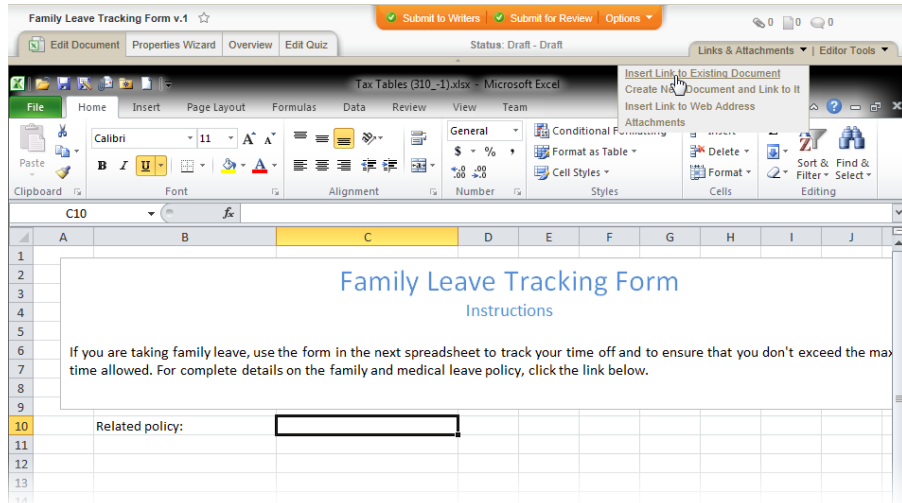 Family Leave Tracking Form v.1
Submit to Writers Submit for Review Options
0 0 0
Edit Document Properties Wizard Overview Edit Quiz
Status: Draft - Draft
Links & Attachments | Editor Tools
Insert Link to Existing Document
Create New Document and Link to It
Insert Link to Web Address
Attachments
Tax Tables (310_-1).xlsx - Microsoft Excel
File Home Insert Page Layout Formulas Data Review View Team
Paste
Calibri 11
B I U A
General
$ % ,
Conditional Formatting
Format as Table
Cell Styles
Insert
Delete
Format
Sort & Filter
Find & Select
Clipboard Font Alignment Number Styles Cells Editing
C10 fx
A B C D E F G H I J
1
2
3
4
5
6
7
8
9
10
11
12
13
14
Family Leave Tracking Form
Instructions
If you are taking family leave, use the form in the next spreadsheet to track your time off and to ensure that you don't exceed the max
time allowed. For complete details on the family and medical leave policy, click the link below.
Related policy: